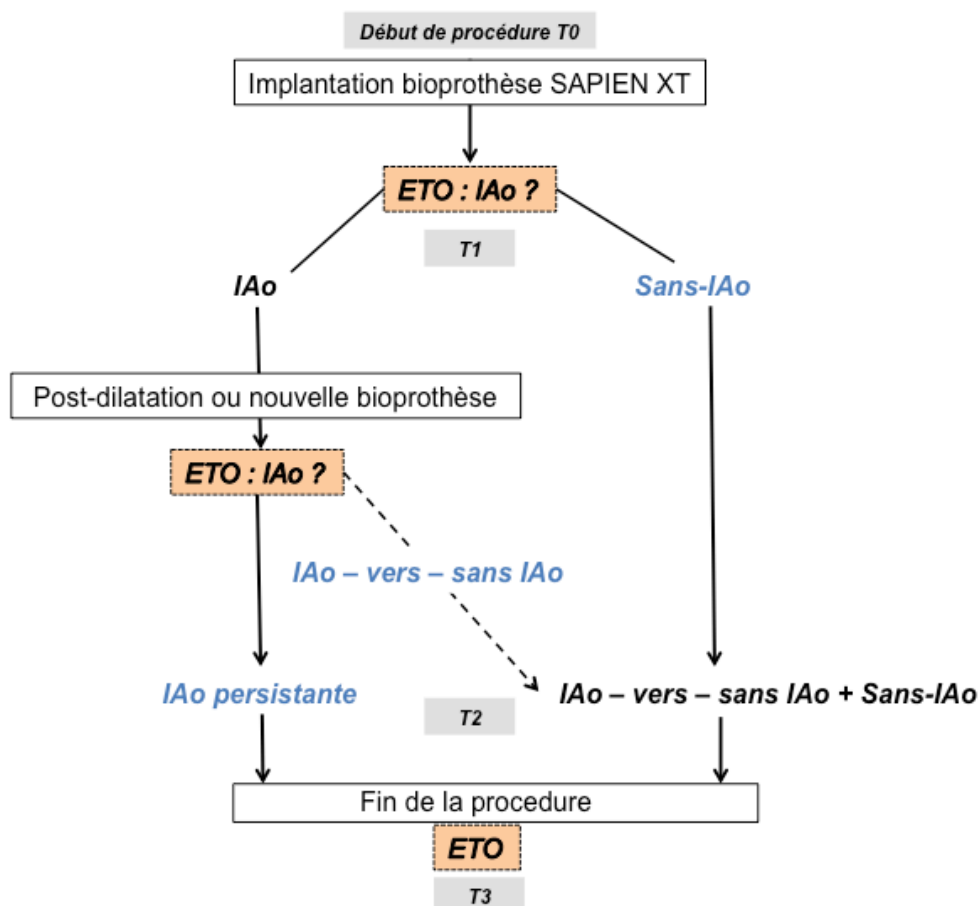 Début de procédure T0
Implantation bioprothèse SAPIEN XT
ETO : IAo ?
T1
IAo
Sans-IAo
Post-dilatation ou nouvelle bioprothèse
ETO : IAo ?
IAo – vers – sans IAo
IAo persistante
IAo – vers – sans IAo + Sans-IAo
T2
Fin de la procedure
ETO
T3